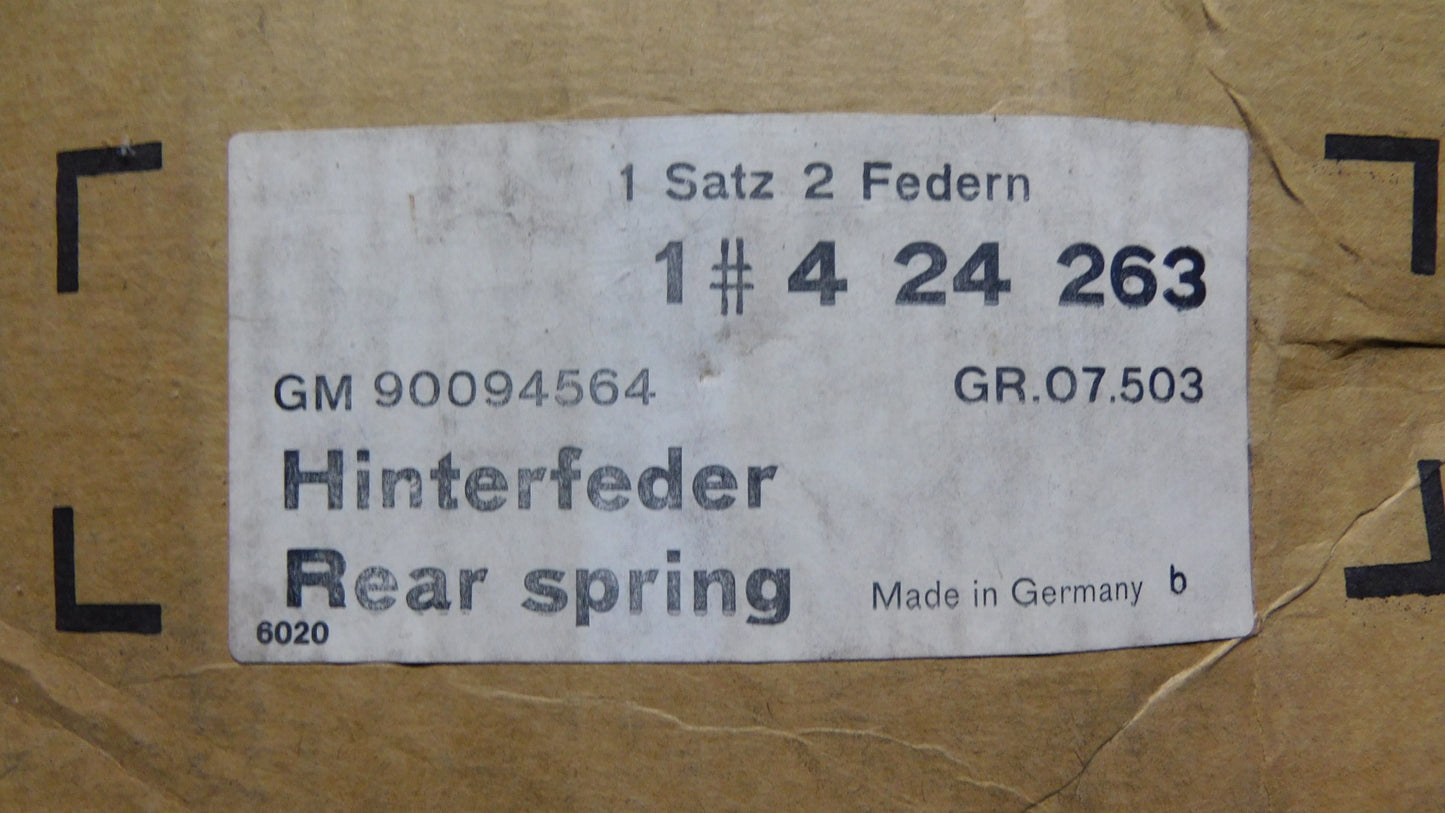 1 Satz 2 Federn
1 # 4 24 263
GM 90094564 GR.07.503
Hinterfeder
Rear spring
Made in Germany b
6020